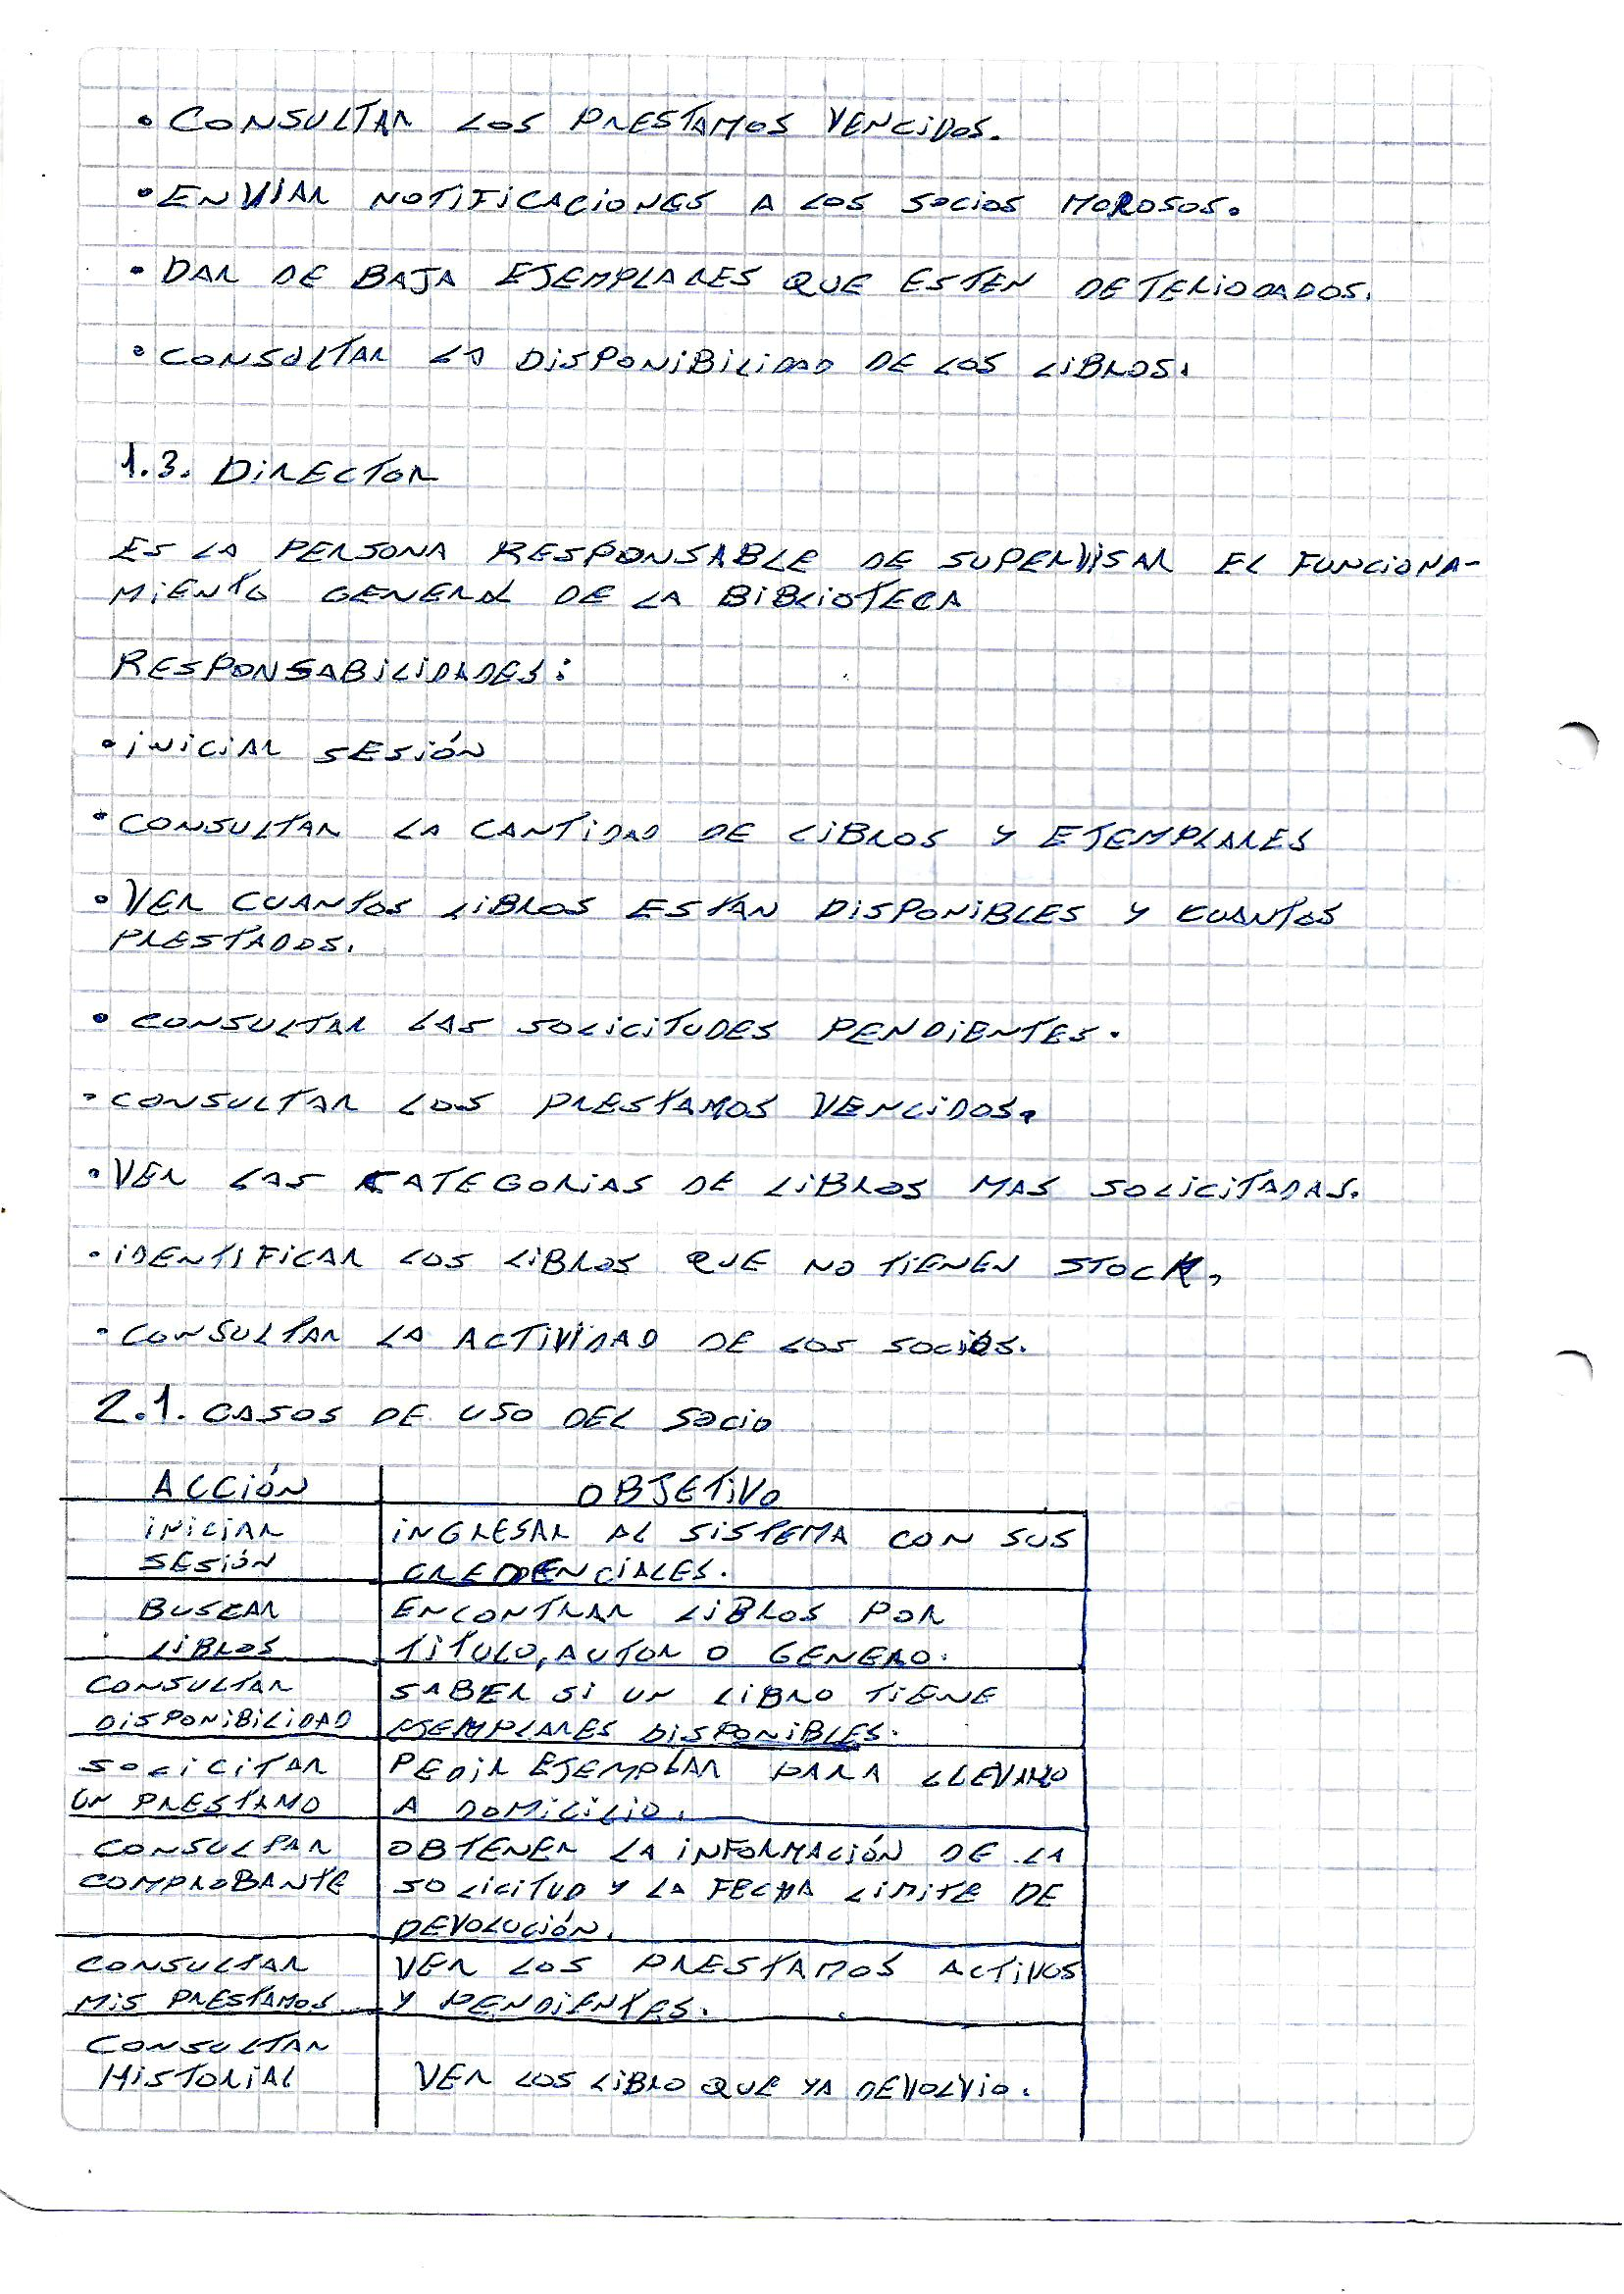 • CONSULTAR LOS PRESTAMOS VENCIDOS.
• ENVIAR NOTIFICACIONES A LOS SOCIOS MOROSOS.
• DAR DE BAJA EJEMPLARES QUE ESTEN DETERIORADOS.
• CONSULTAR LA DISPONIBILIDAD DE LOS LIBROS.
1.3. DIRECTOR
ES LA PERSONA RESPONSABLE DE SUPERVISAR EL FUNCIONA-
MIENTO GENERAL DE LA BIBLIOTECA
RESPONSABILIDADES:
• INICIAR SESIÓN
• CONSULTAR LA CANTIDAD DE LIBROS Y EJEMPLARES
• VER CUANTOS LIBROS ESTAN DISPONIBLES Y CUANTOS
PRESTADOS.
• CONSULTAR LAS SOLICITUDES PENDIENTES.
• CONSULTAR LOS PRESTAMOS VENCIDOS.
• VER LAS CATEGORIAS DE LIBROS MAS SOLICITADAS.
• IDENTIFICAR LOS LIBROS QUE NO TIENEN STOCK,
• CONSULTAR LA ACTIVIDAD DE LOS SOCIOS.
2.1. CASOS DE USO DEL SOCIO
ACCIÓN OBJETIVO
INICIAR INGRESAR AL SISTEMA CON SUS
SESIÓN CREDENCIALES.
BUSCAR ENCONTRAR LIBROS POR
LIBROS TITULO, AUTOR O GENERO.
CONSULTAR SABER SI UN LIBRO TIENE
DISPONIBILIDAD EJEMPLARES DISPONIBLES.
SOLICITAR PEDIR EJEMPLAR PARA LLEVARLO
UN PRESTAMO A DOMICILIO.
CONSULTAR OBTENER LA INFORMACIÓN DE LA
COMPROBANTE SOLICITUD Y LA FECHA LIMITE DE
DEVOLUCIÓN.
CONSULTAR VER LOS PRESTAMOS ACTIVOS
MIS PRESTAMOS Y PENDIENTES.
CONSULTAR
HISTORIAL VER LOS LIBRO QUE YA DEVOLVIO.